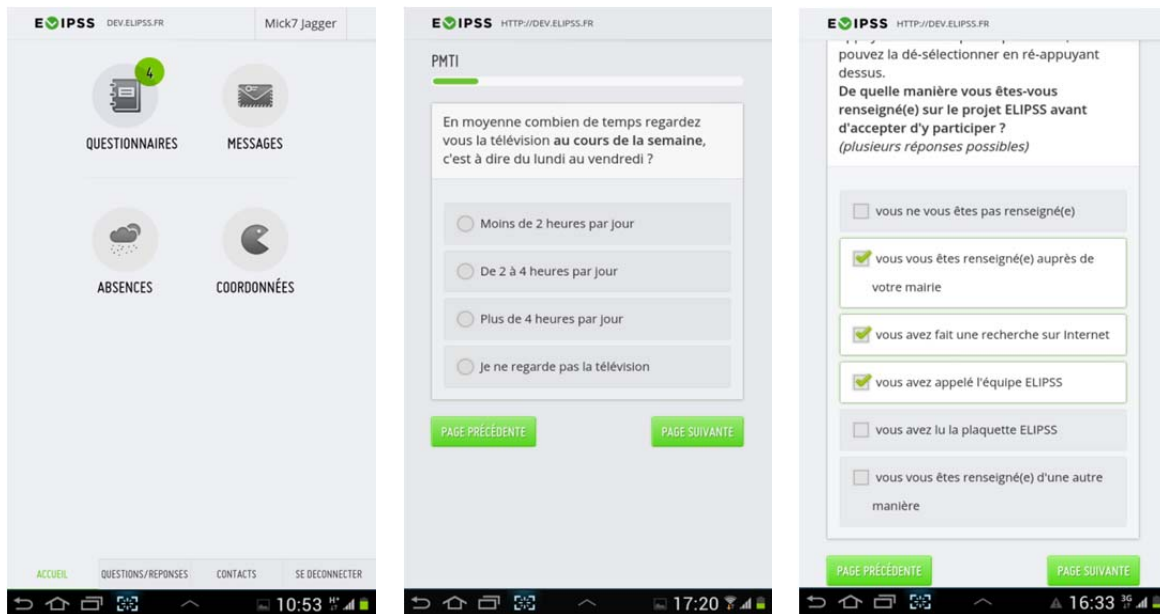 ELIPSS DEV.ELIPSS.FR Mick7 Jagger
4
QUESTIONNAIRES MESSAGES
ABSENCES COORDONNÉES
ACCUEIL QUESTIONS/REPONSES CONTACTS SE DECONNECTER
10:53 H+
ELIPSS HTTP://DEV.ELIPSS.FR
PMTI
En moyenne combien de temps regardez
vous la télévision au cours de la semaine,
c'est à dire du lundi au vendredi ?
Moins de 2 heures par jour
De 2 à 4 heures par jour
Plus de 4 heures par jour
Je ne regarde pas la télévision
PAGE PRÉCÉDENTE PAGE SUIVANTE
17:20
ELIPSS HTTP://DEV.ELIPSS.FR
pouvez la dé-sélectionner en ré-appuyant
dessus.
De quelle manière vous êtes-vous
renseigné(e) sur le projet ELIPSS avant
d'accepter d'y participer ?
(plusieurs réponses possibles)
vous ne vous êtes pas renseigné(e)
vous vous êtes renseigné(e) auprès de
votre mairie
vous avez fait une recherche sur Internet
vous avez appelé l'équipe ELIPSS
vous avez lu la plaquette ELIPSS
vous vous êtes renseigné(e) d'une autre
manière
PAGE PRÉCÉDENTE PAGE SUIVANTE
16:33 3G